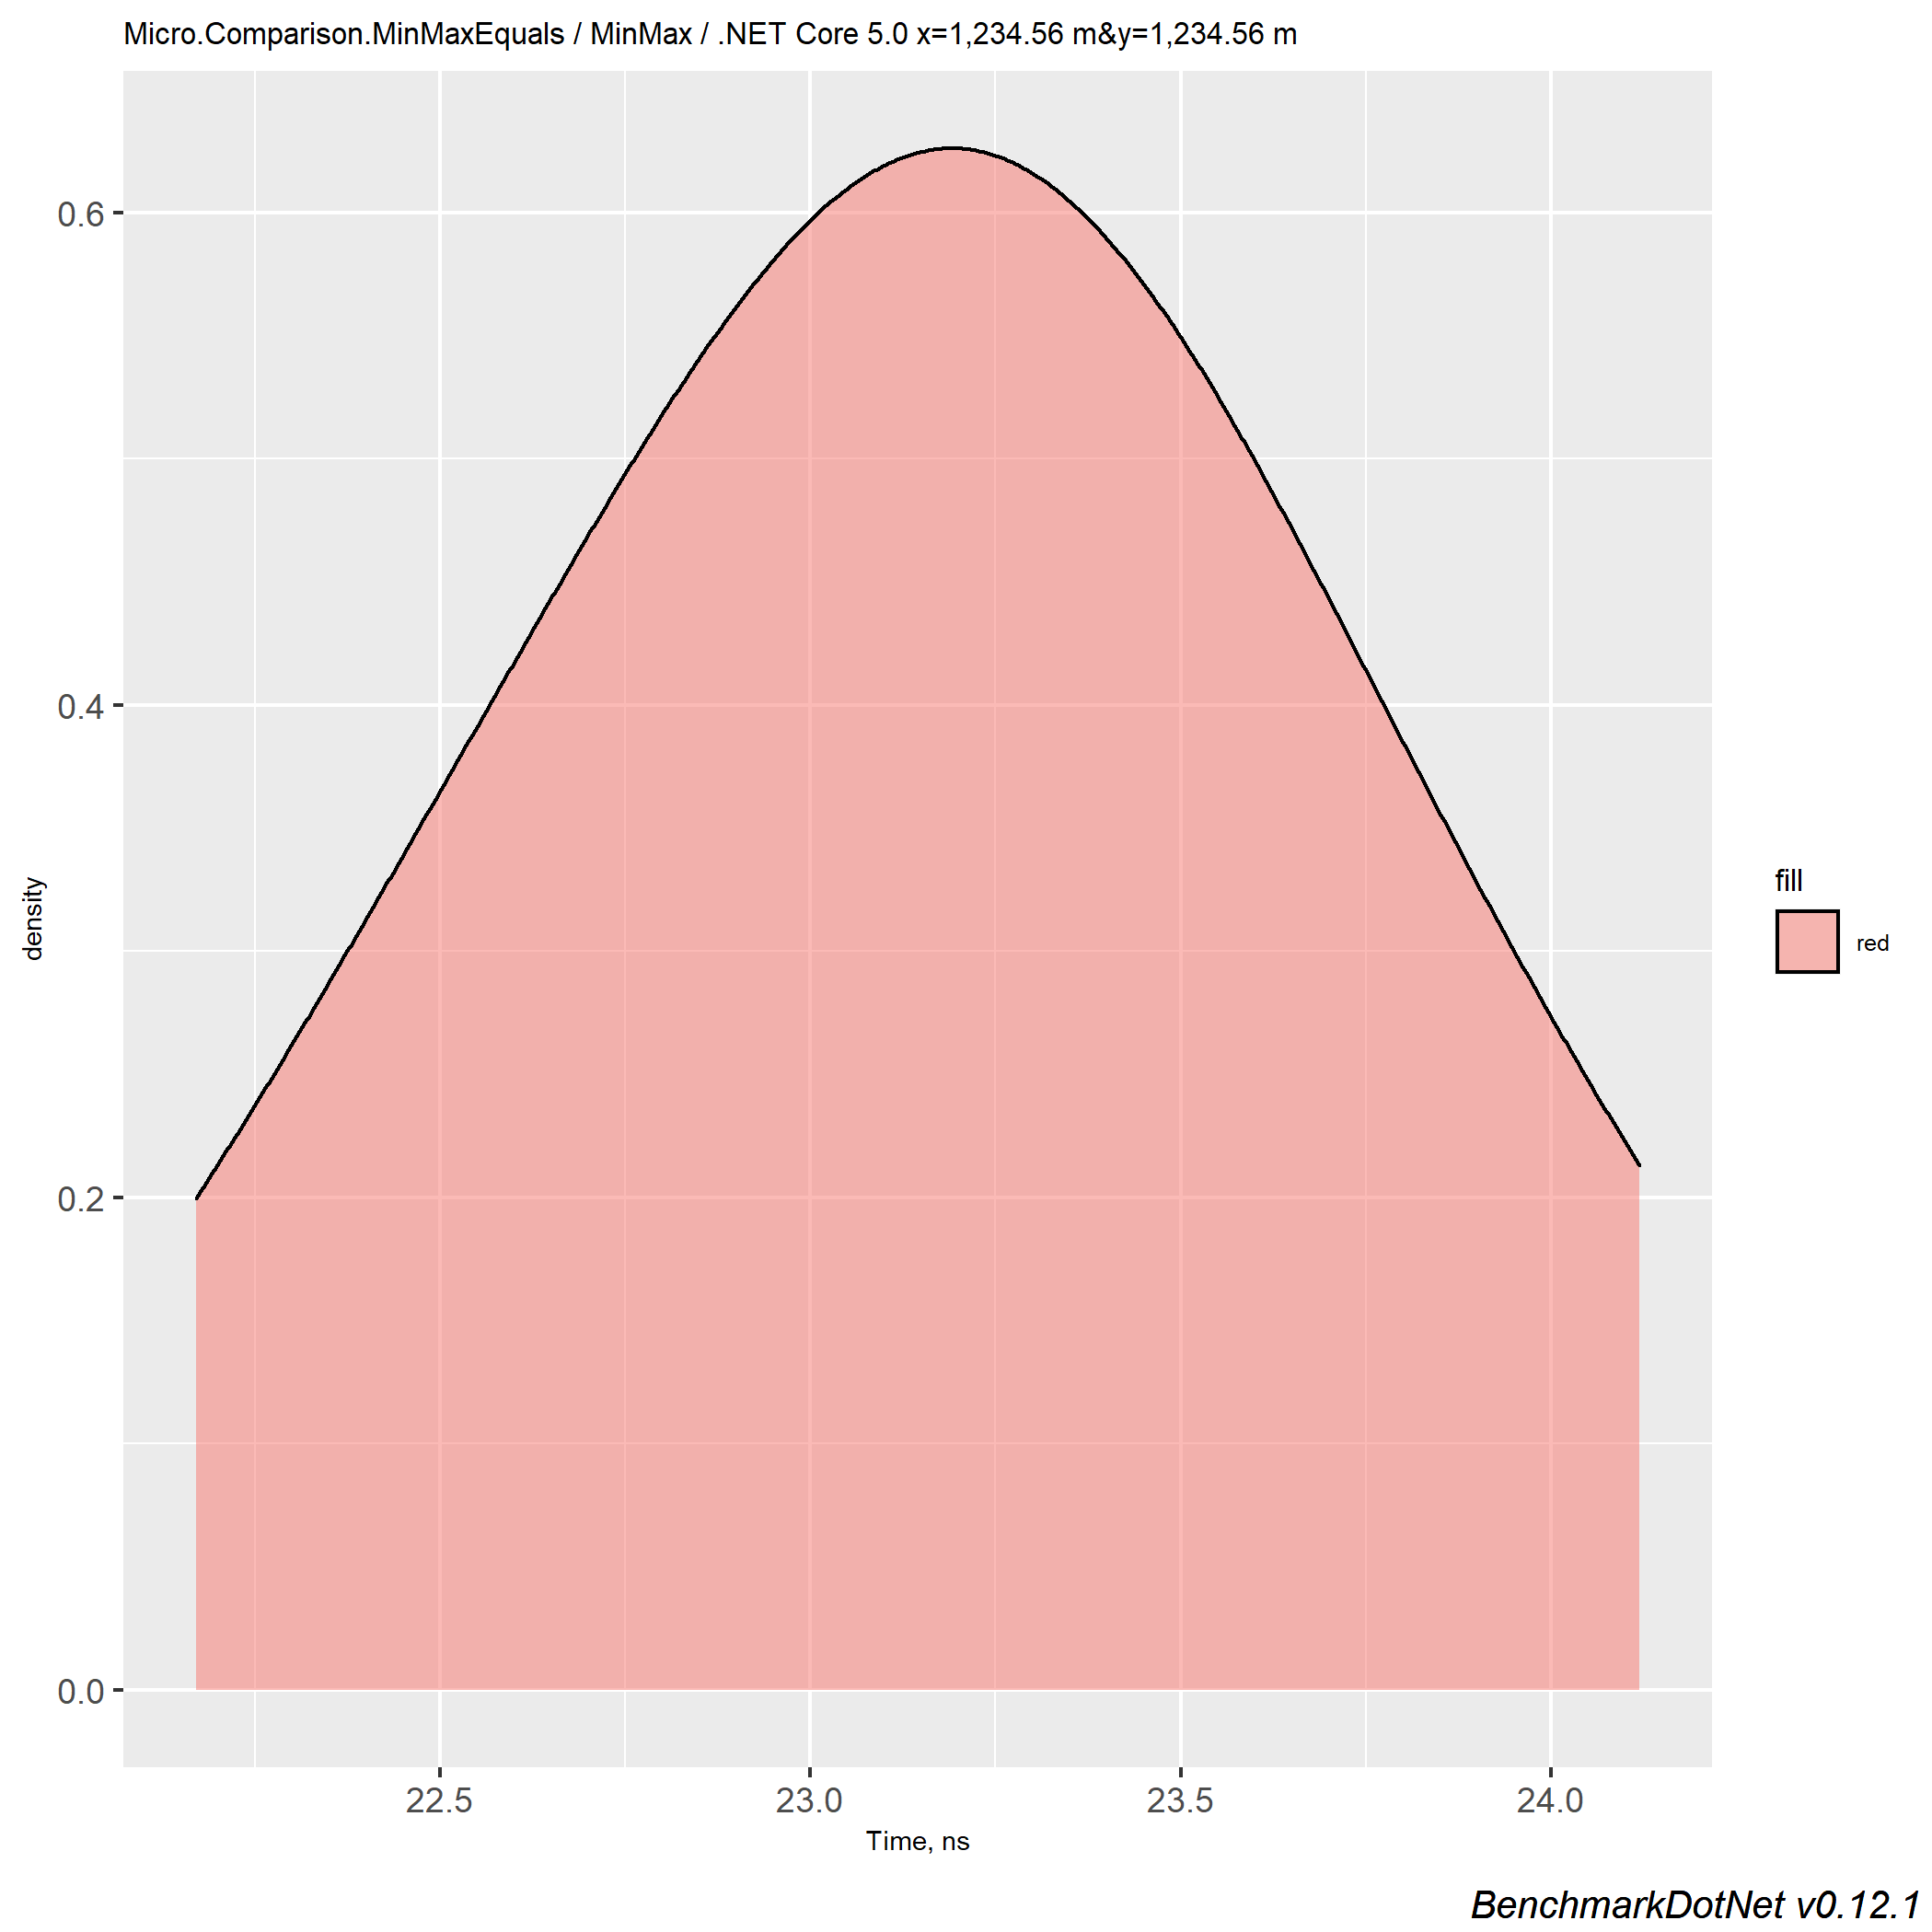 Micro.Comparison.MinMaxEquals / MinMax / .NET Core 5.0 x=1,234.56 m&y=1,234.56 m
0.6
0.4
0.2
0.0
density
22.5 23.0 23.5 24.0
Time, ns
fill
red
BenchmarkDotNet v0.12.1